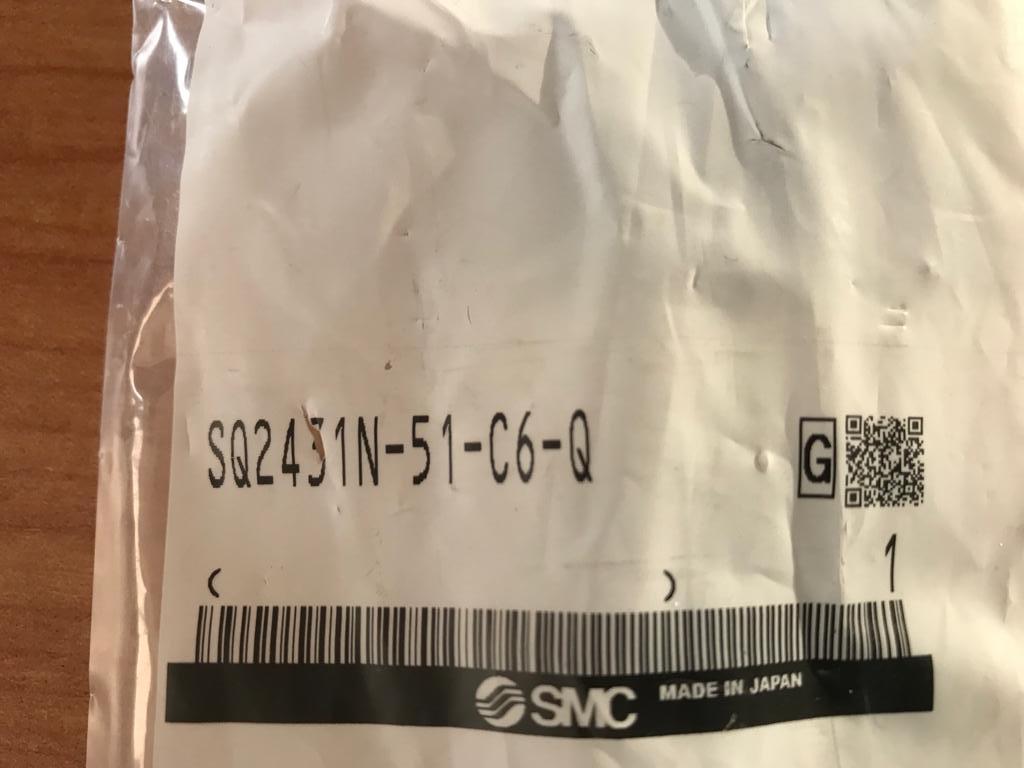 SQ2431N-51-C6-Q G
( ) 1
SMC MADE IN JAPAN